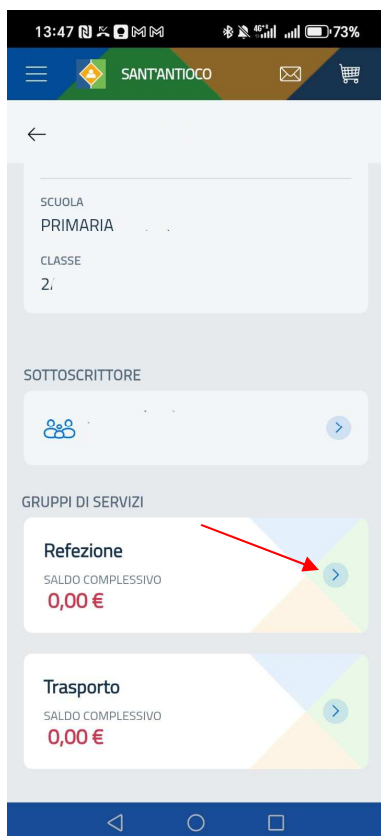 13:47 73%
SANT'ANTIOCO
SCUOLA
PRIMARIA
CLASSE
2/
SOTTOSCRITTORE
GRUPPI DI SERVIZI
Refezione
SALDO COMPLESSIVO
0,00 €
Trasporto
SALDO COMPLESSIVO
0,00 €